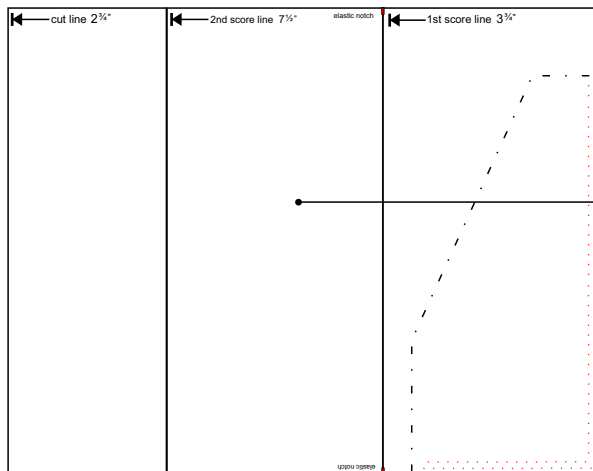 cut line 2¾"
2nd score line 7½"
elastic notch
1st score line 3¾"
elastic notch